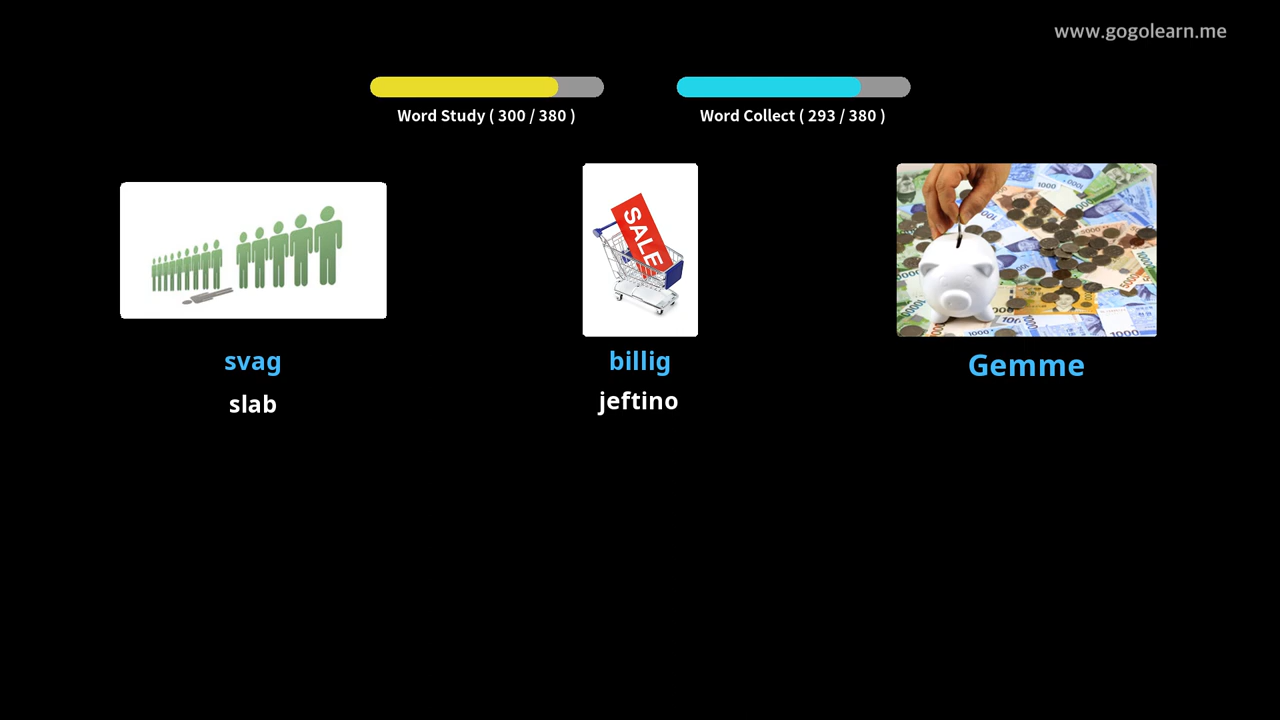 www.gogolearn.me
Word Study ( 300 / 380 )
Word Collect ( 293 / 380 )
SALE
svag
billig
Gemme
slab
jeftino